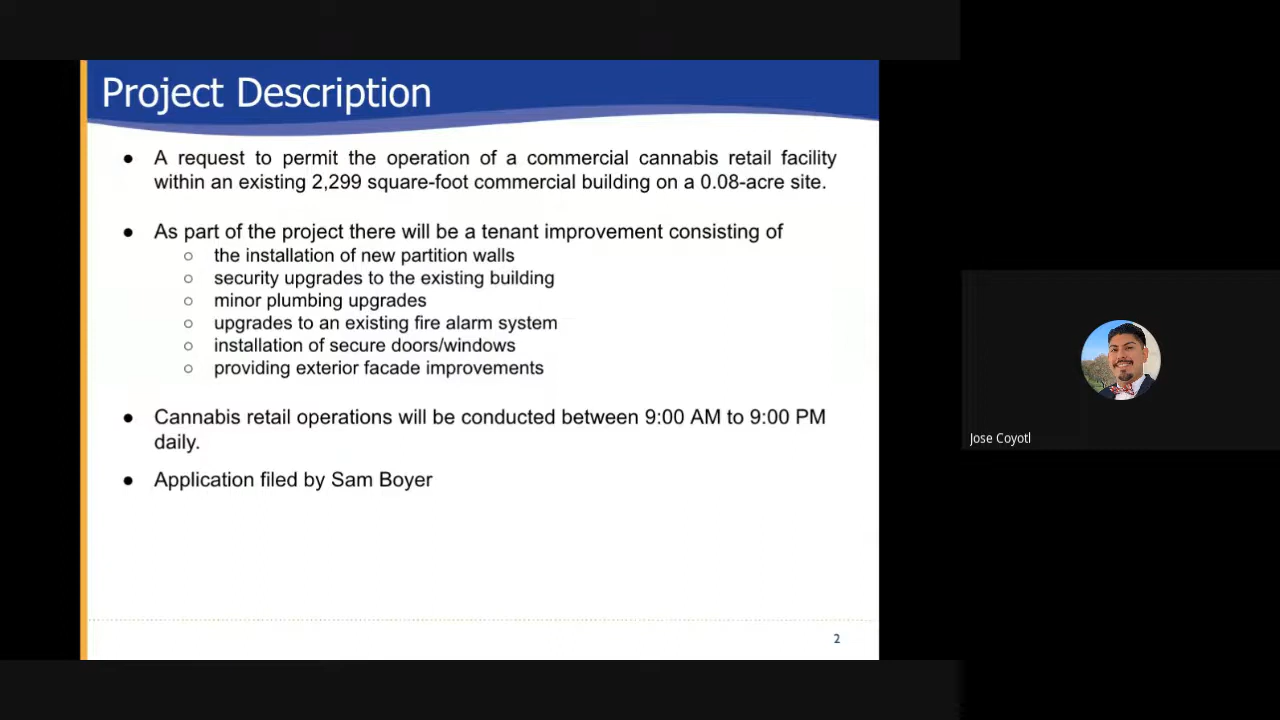 Project Description
● A request to permit the operation of a commercial cannabis retail facility
within an existing 2,299 square-foot commercial building on a 0.08-acre site.
● As part of the project there will be a tenant improvement consisting of
○ the installation of new partition walls
○ security upgrades to the existing building
○ minor plumbing upgrades
○ upgrades to an existing fire alarm system
○ installation of secure doors/windows
○ providing exterior facade improvements
● Cannabis retail operations will be conducted between 9:00 AM to 9:00 PM
daily.
● Application filed by Sam Boyer
2
Jose Coyotl